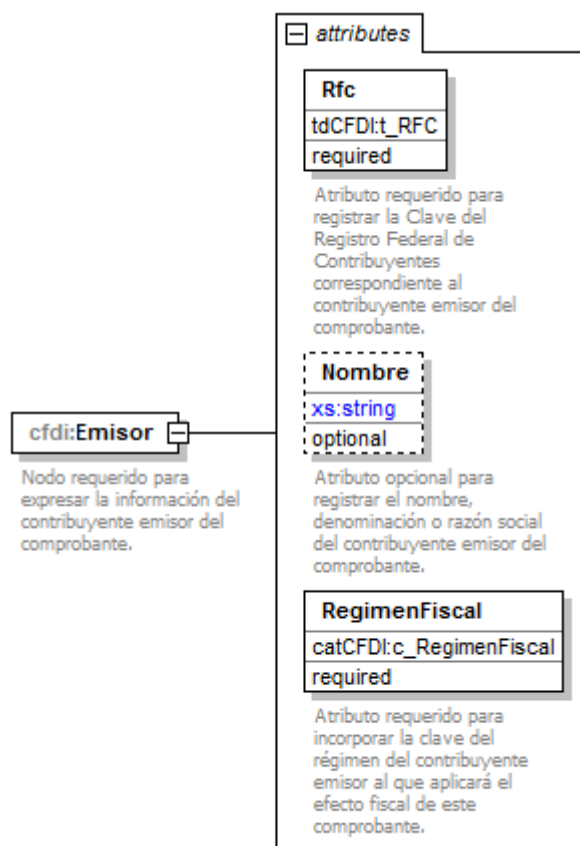 attributes
Rfc
tdCFDI:t_RFC
required
Atributo requerido para
registrar la Clave del
Registro Federal de
Contribuyentes
correspondiente al
contribuyente emisor del
comprobante.
Nombre
xs:string
optional
Atributo opcional para
registrar el nombre,
denominación o razón social
del contribuyente emisor del
comprobante.
cfdi:Emisor
Nodo requerido para
expresar la información del
contribuyente emisor del
comprobante.
RegimenFiscal
catCFDI:c_RegimenFiscal
required
Atributo requerido para
incorporar la clave del
régimen del contribuyente
emisor al que aplicará el
efecto fiscal de este
comprobante.